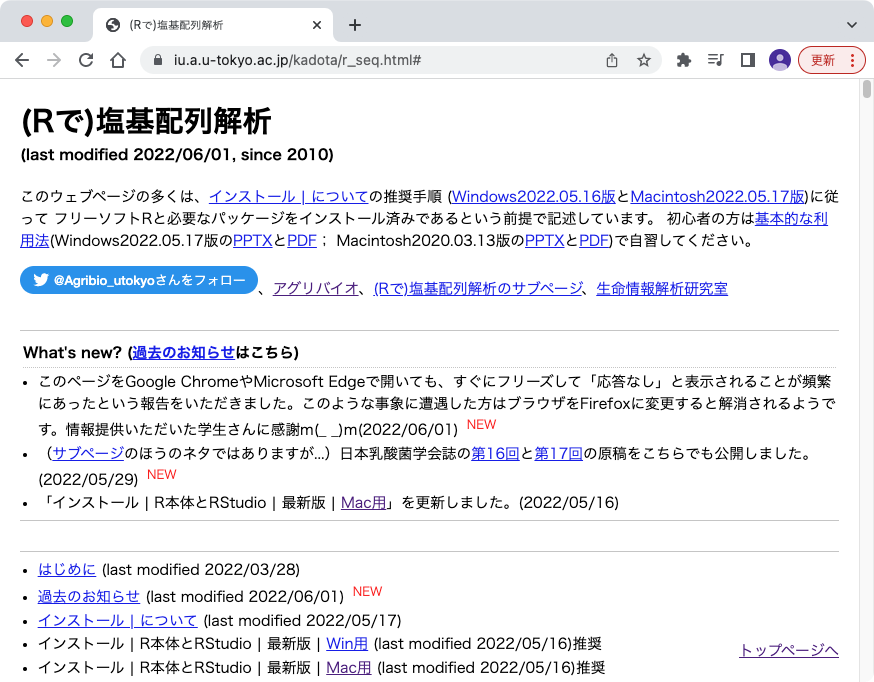 (Rで)塩基配列解析
iu.a.u-tokyo.ac.jp/kadota/r_seq.html#
更新
(Rで)塩基配列解析
(last modified 2022/06/01, since 2010)
このウェブページの多くは、インストール | についての推奨手順 (Windows2022.05.16版とMacintosh2022.05.17版)に従
って フリーソフトRと必要なパッケージをインストール済みであるという前提で記述しています。 初心者の方は基本的な利
用法(Windows2022.05.17版のPPTXとPDF； Macintosh2020.03.13版のPPTXとPDF)で自習してください。
@Agribio_utokyoさんをフォロー 、アグリバイオ、(Rで)塩基配列解析のサブページ、生命情報解析研究室
What's new? (過去のお知らせはこちら)
• このページをGoogle ChromeやMicrosoft Edgeで開いても、すぐにフリーズして「応答なし」と表示されることが頻繁
にあったという報告をいただきました。このような事象に遭遇した方はブラウザをFirefoxに変更すると解消されるようで
す。情報提供いただいた学生さんに感謝m(_ _)m(2022/06/01) NEW
• （サブページのほうのネタではありますが...）日本乳酸菌学会誌の第16回と第17回の原稿をこちらでも公開しました。
(2022/05/29) NEW
• 「インストール | R本体とRStudio | 最新版 | Mac用」を更新しました。(2022/05/16)
• はじめに (last modified 2022/03/28)
• 過去のお知らせ (last modified 2022/06/01) NEW
• インストール | について (last modified 2022/05/17)
• インストール | R本体とRStudio | 最新版 | Win用 (last modified 2022/05/16)推奨
トップページへ
• インストール | R本体とRStudio | 最新版 | Mac用 (last modified 2022/05/16)推奨